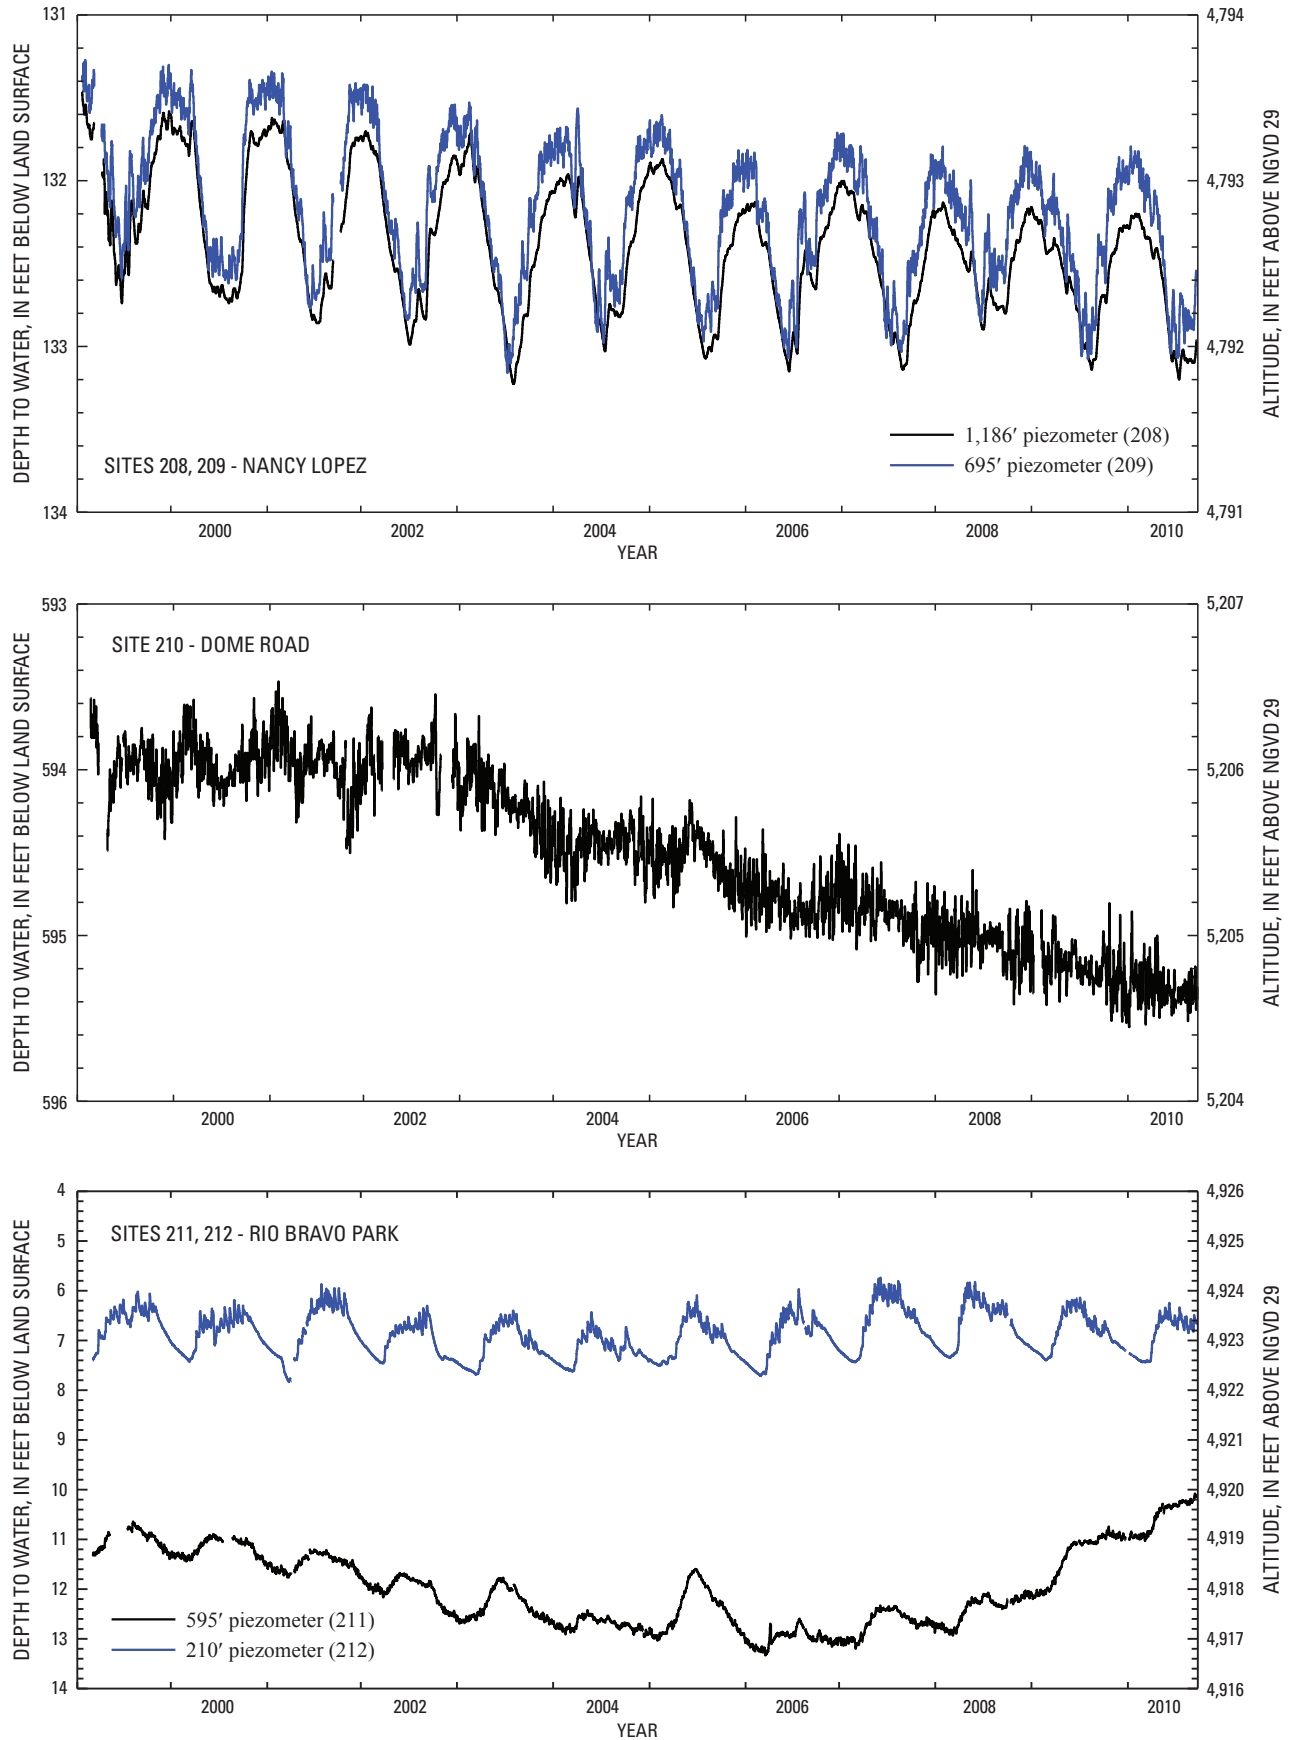 131
132
133
134
DEPTH TO WATER, IN FEET BELOW LAND SURFACE
4,794
4,793
4,792
4,791
ALTITUDE, IN FEET ABOVE NGVD 29
1,186′ piezometer (208)
695′ piezometer (209)
SITES 208, 209 - NANCY LOPEZ
2000 2002 2004 2006 2008 2010
YEAR
593
594
595
596
DEPTH TO WATER, IN FEET BELOW LAND SURFACE
5,207
5,206
5,205
5,204
ALTITUDE, IN FEET ABOVE NGVD 29
SITE 210 - DOME ROAD
2000 2002 2004 2006 2008 2010
YEAR
4
5
6
7
8
9
10
11
12
13
14
DEPTH TO WATER, IN FEET BELOW LAND SURFACE
4,926
4,925
4,924
4,923
4,922
4,921
4,920
4,919
4,918
4,917
4,916
ALTITUDE, IN FEET ABOVE NGVD 29
SITES 211, 212 - RIO BRAVO PARK
595′ piezometer (211)
210′ piezometer (212)
2000 2002 2004 2006 2008 2010
YEAR